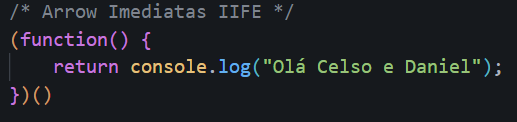 /* Arrow Imediatas IIFE */
(function() {
    return console.log("Olá Celso e Daniel");
})()